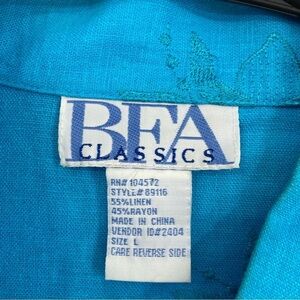 BFA
CLASSICS
RN# 104572
STYLE# 89116
55% LINEN
45% RAYON
MADE IN CHINA
VENDOR ID# 2404
SIZE L
CARE REVERSE SIDE